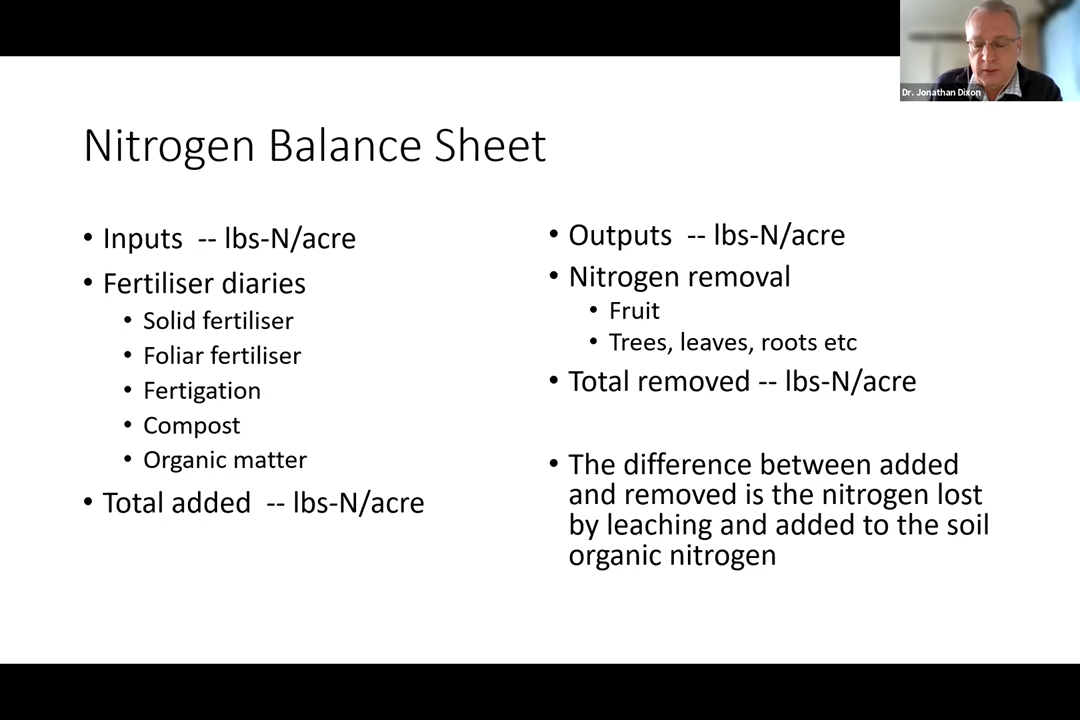 Dr. Jonathan Dixon
Nitrogen Balance Sheet
• Inputs -- lbs-N/acre
• Fertiliser diaries
• Solid fertiliser
• Foliar fertiliser
• Fertigation
• Compost
• Organic matter
• Total added -- lbs-N/acre
• Outputs -- lbs-N/acre
• Nitrogen removal
• Fruit
• Trees, leaves, roots etc
• Total removed -- lbs-N/acre
• The difference between added
and removed is the nitrogen lost
by leaching and added to the soil
organic nitrogen